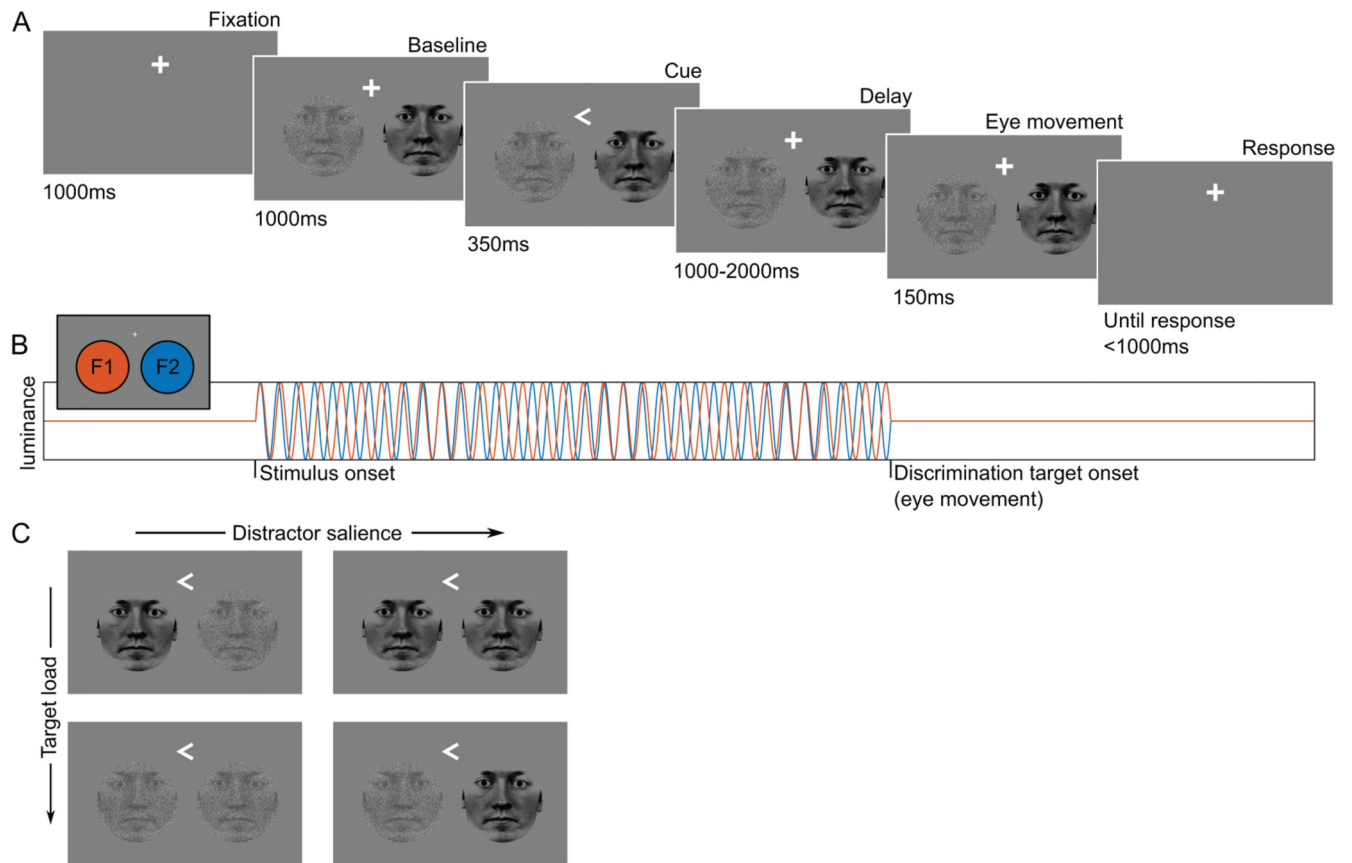 A
Fixation
1000ms
Baseline
1000ms
Cue
350ms
Delay
1000-2000ms
Eye movement
150ms
Response
Until response
<1000ms
B
F1 F2
luminance
Stimulus onset
Discrimination target onset
(eye movement)
C
Distractor salience
Target load